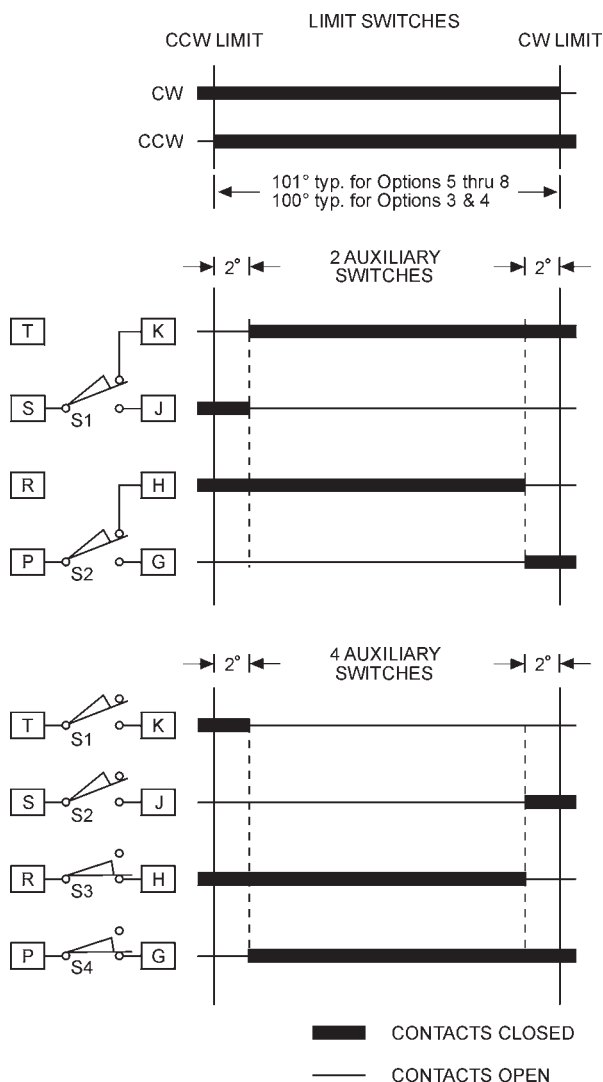 LIMIT SWITCHES
CCW LIMIT CW LIMIT
CW
CCW
101° typ. for Options 5 thru 8
100° typ. for Options 3 & 4
2° 2 AUXILIARY SWITCHES 2°
T K
S S1 J
R H
P S2 G
2° 4 AUXILIARY SWITCHES 2°
T S1 K
S S2 J
R S3 H
P S4 G
CONTACTS CLOSED
CONTACTS OPEN